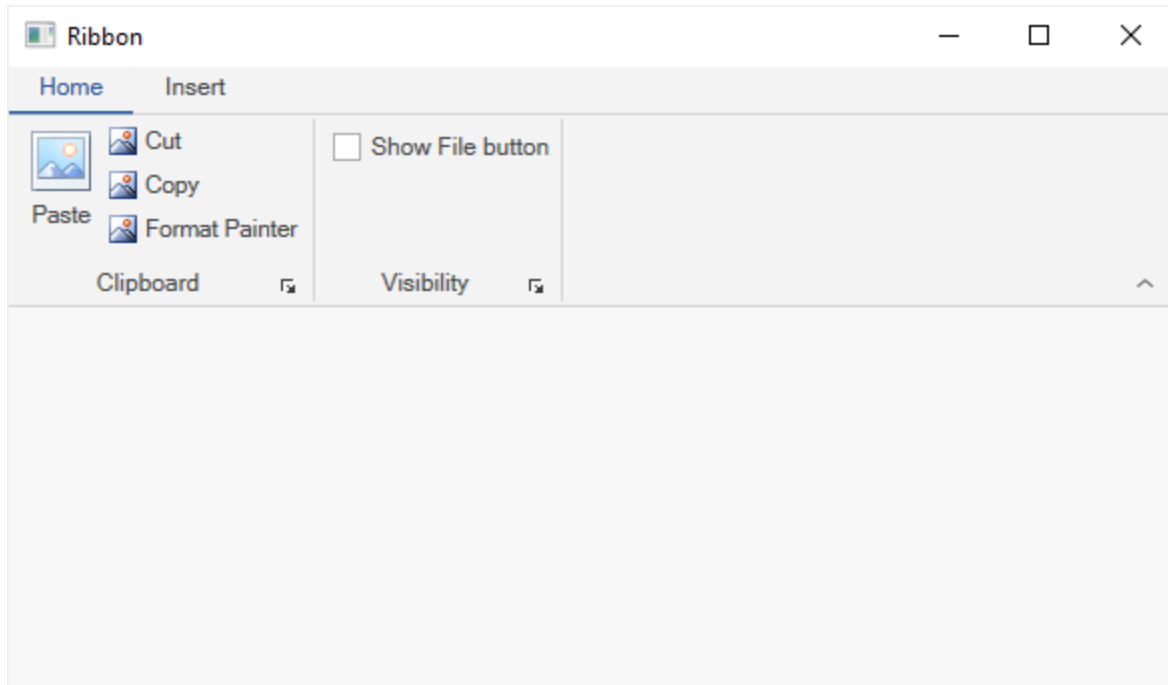 Ribbon
Home Insert
Cut
Show File button
Copy
Paste
Format Painter
Clipboard
Visibility